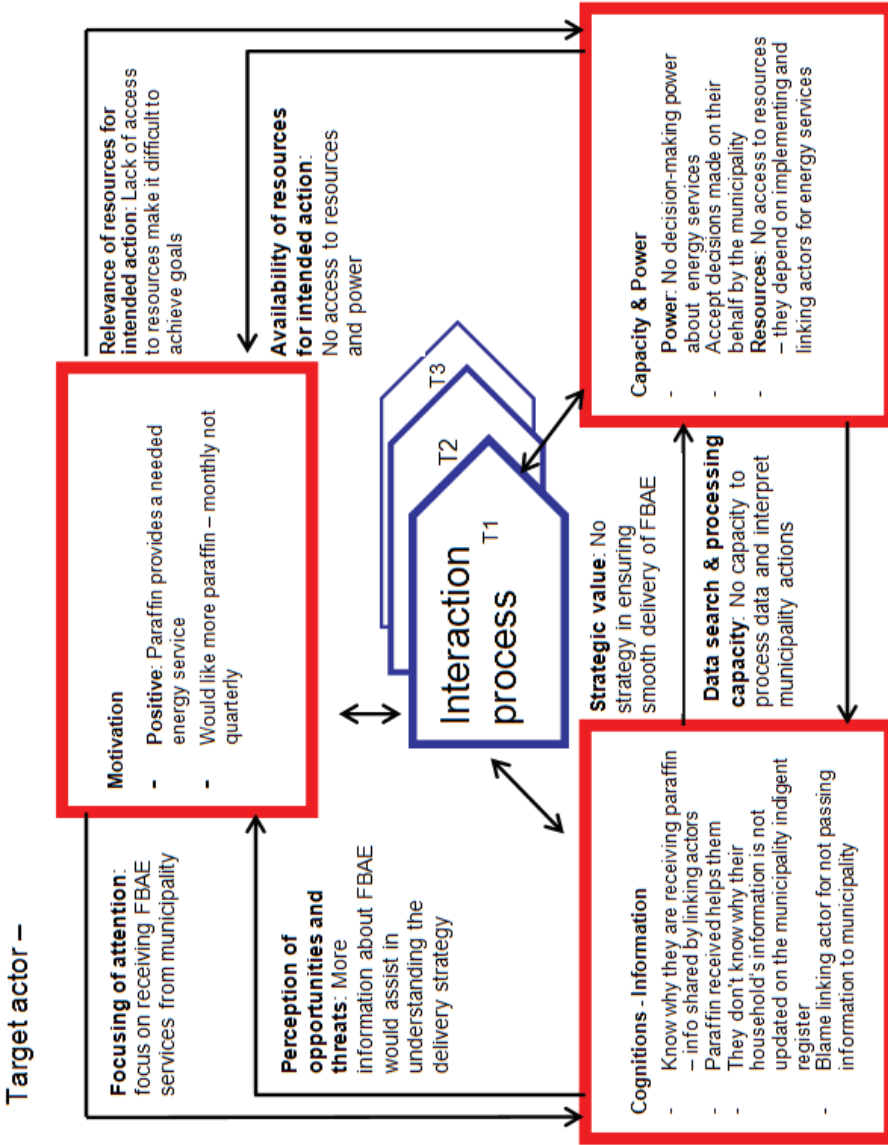 Target actor –
Focusing of attention:
focus on receiving FBAE
services from municipality
Perception of
opportunities and
threats: More
information about FBAE
would assist in
understanding the
delivery strategy
Motivation
- Positive: Paraffin provides a needed
energy service
- Would like more paraffin – monthly not
quarterly
Relevance of resources for
intended action: Lack of access
to resources make it difficult to
achieve goals
Availability of resources
for intended action:
No access to resources
and power
Interaction
process
T1
T2
T3
Cognitions - Information
- Know why they are receiving paraffin
– info shared by linking actors
- Paraffin received helps them
- They don't know why their
household's information is not
updated on the municipality indigent
register
- Blame linking actor for not passing
information to municipality
Strategic value: No
strategy in ensuring
smooth delivery of FBAE
Data search & processing
capacity: No capacity to
process data and interpret
municipality actions
Capacity & Power
- Power: No decision-making power
about energy services
- Accept decisions made on their
behalf by the municipality
- Resources: No access to resources
– they depend on implementing and
linking actors for energy services